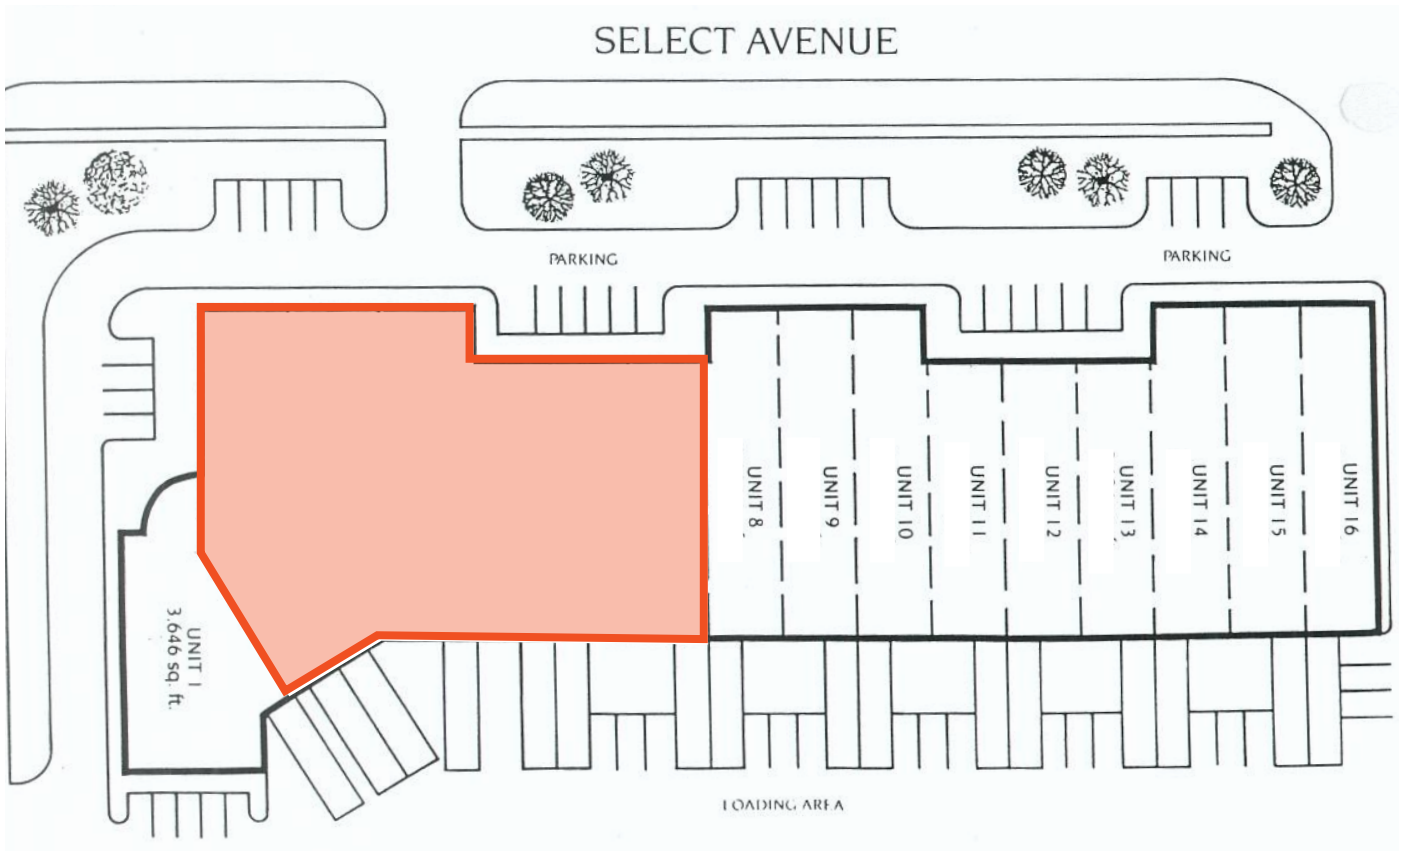 SELECT AVENUE
PARKING
PARKING
UNIT 1
3,646 sq. ft.
UNIT 8
UNIT 9
UNIT 10
UNIT 11
UNIT 12
UNIT 13
UNIT 14
UNIT 15
UNIT 16
LOADING AREA